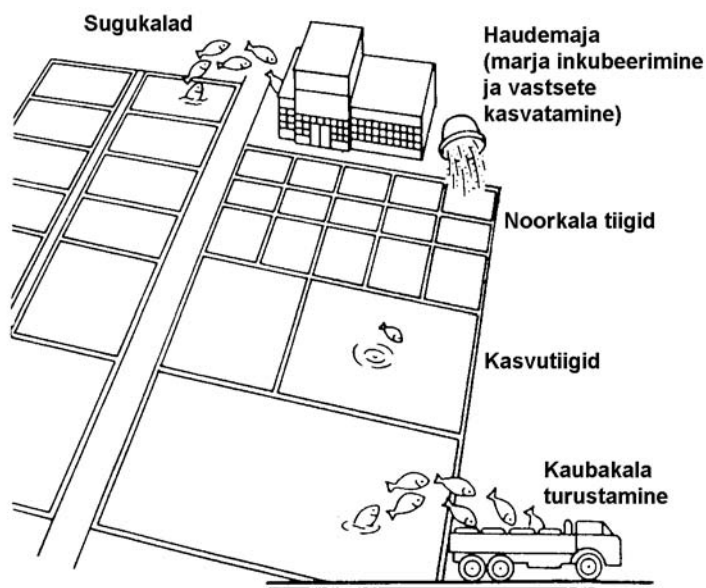 Sugukalad
Haudemaja
(marja inkubeerimine
ja vastsete
kasvatamine)
Noorkala tiigid
Kasvutiigid
Kaubakala
turustamine